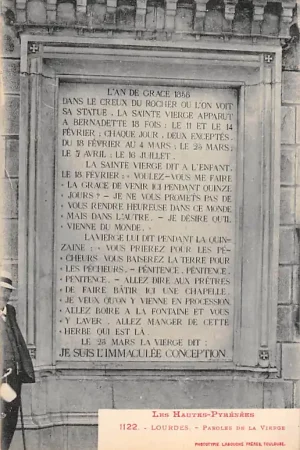 L'AN DE GRACE 1858
DANS LE CREUX DU ROCHER OU L'ON VOIT
SA STATUE, LA SAINTE VIERGE APPARUT
A BERNADETTE 18 FOIS ; LE 11 ET LE 14
FÉVRIER ; CHAQUE JOUR, DEUX EXCEPTÉS,
DU 18 FÉVRIER AU 4 MARS ; LE 25 MARS ;
LE 7 AVRIL ; LE 16 JUILLET.
LA SAINTE VIERGE DIT A L'ENFANT,
LE 18 FÉVRIER ; « VOULEZ-VOUS ME FAIRE
« LA GRACE DE VENIR ICI PENDANT QUINZE
« JOURS ? » – JE NE VOUS PROMETS PAS DE
« VOUS RENDRE HEUREUSE DANS CE MONDE
« MAIS DANS L'AUTRE. – JE DÉSIRE QU'IL
« VIENNE DU MONDE. »
LA VIERGE LUI DIT PENDANT LA QUIN-
ZAINE : « VOUS PRIEREZ POUR LES PÉ-
« CHEURS. VOUS BAISEREZ LA TERRE POUR
« LES PÉCHEURS. – PÉNITENCE, PÉNITENCE,
« PÉNITENCE. – ALLEZ DIRE AUX PRÊTRES
« DE FAIRE BÂTIR ICI UNE CHAPELLE.
« JE VEUX QU'ON Y VIENNE EN PROCESSION.
« ALLEZ BOIRE A LA FONTAINE ET VOUS
« Y LAVER. ALLEZ MANGER DE CETTE
« HERBE QUI EST LÀ.
LE 25 MARS LA VIERGE DIT :
JE SUIS L'IMMACULÉE CONCEPTION
LES HAUTES-PYRÉNÉES
1122. – LOURDES. – PAROLES DE LA VIERGE
PHOTOTYPIE LABOUCHE FRÈRES, TOULOUSE.